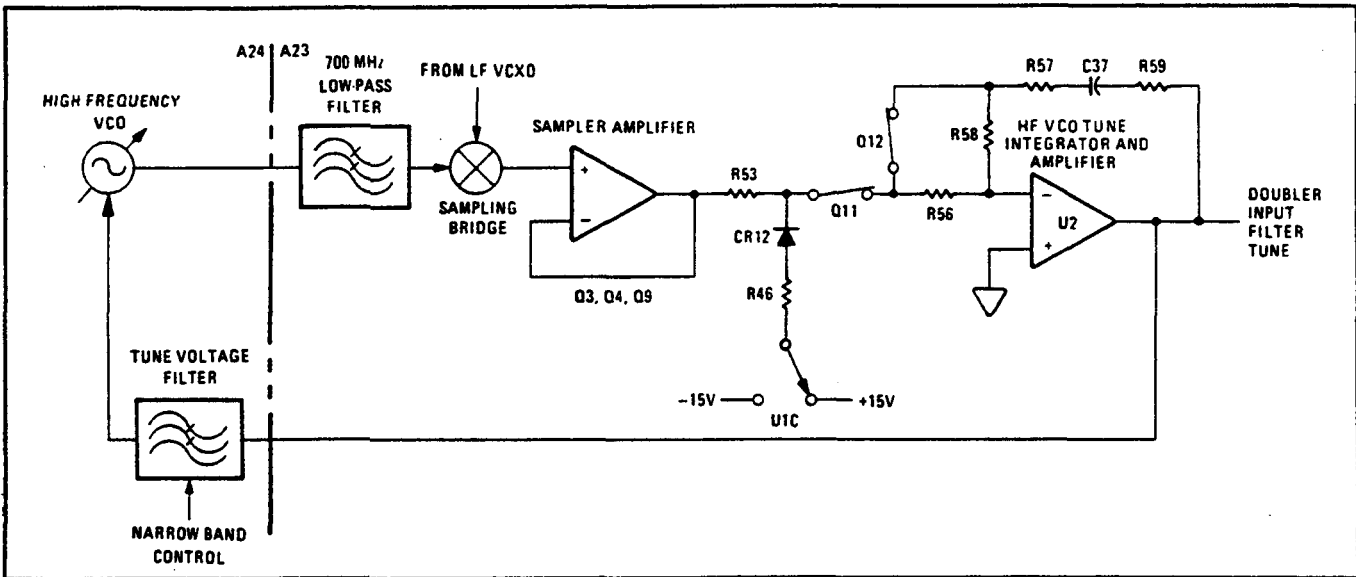 A24 A23
700 MHz
LOW-PASS
FILTER
FROM LF VCXO
HIGH FREQUENCY
VCO
SAMPLER AMPLIFIER
+
−
SAMPLING
BRIDGE
Q3, Q4, Q9
R53
CR12
R46
Q11
−15V
+15V
U1C
Q12
R56
R58
R57
C37
R59
HF VCO TUNE
INTEGRATOR AND
AMPLIFIER
−
+
U2
DOUBLER
INPUT
FILTER
TUNE
TUNE VOLTAGE
FILTER
NARROW BAND
CONTROL